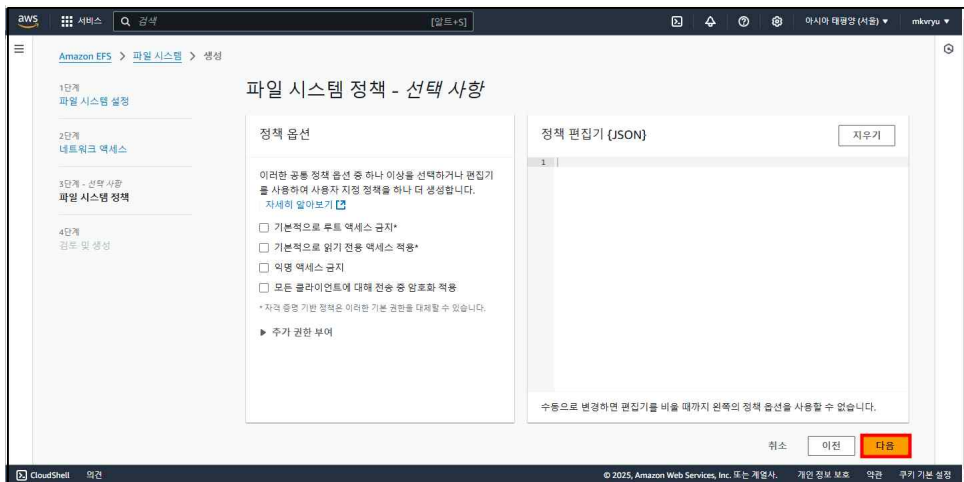 aws
서비스
검색
[알트+S]
아시아 태평양 (서울) ▼
mkvryu ▼
Amazon EFS > 파일 시스템 > 생성
1단계
파일 시스템 설정
2단계
네트워크 액세스
3단계 - 선택 사항
파일 시스템 정책
4단계
검토 및 생성
파일 시스템 정책 - 선택 사항
정책 옵션
이러한 공통 정책 옵션 중 하나 이상을 선택하거나 편집기
를 사용하여 사용자 지정 정책을 하나 더 생성합니다.
자세히 알아보기
기본적으로 루트 액세스 금지*
기본적으로 읽기 전용 액세스 적용*
익명 액세스 금지
모든 클라이언트에 대해 전송 중 암호화 적용
* 자격 증명 기반 정책은 이러한 기본 권한을 대체할 수 있습니다.
▶ 추가 권한 부여
정책 편집기 {JSON}
지우기
1
수동으로 변경하면 편집기를 비울 때까지 왼쪽의 정책 옵션을 사용할 수 없습니다.
취소
이전
다음
CloudShell
의견
© 2025, Amazon Web Services, Inc. 또는 계열사.
개인 정보 보호
약관
쿠키 기본 설정